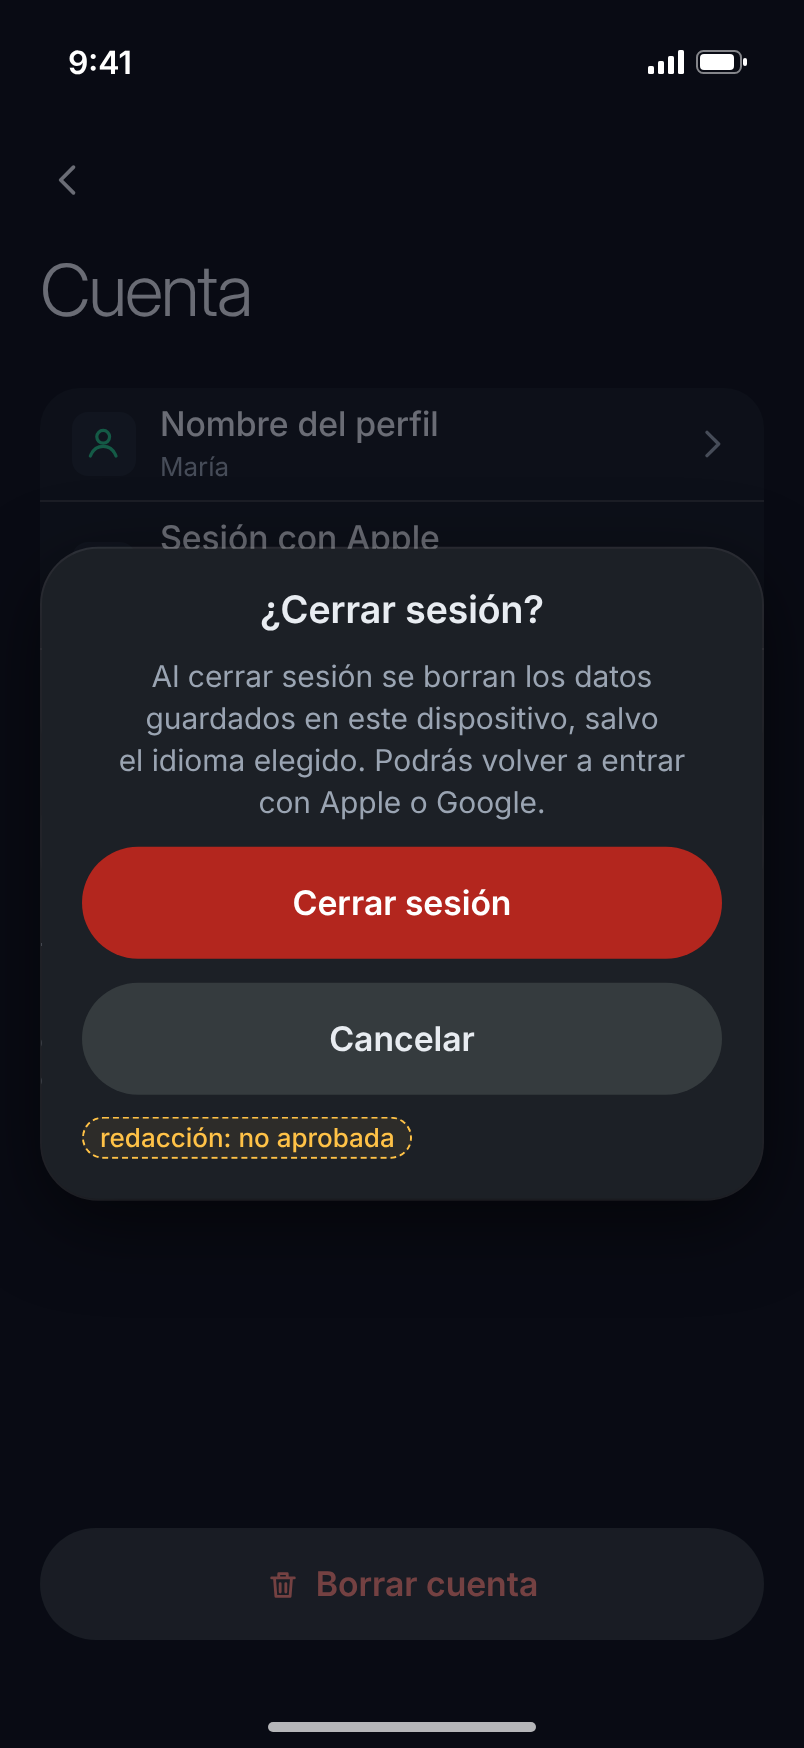 9:41
Cuenta
Nombre del perfil
María
Sesión con Apple
¿Cerrar sesión?
Al cerrar sesión se borran los datos
guardados en este dispositivo, salvo
el idioma elegido. Podrás volver a entrar
con Apple o Google.
Cerrar sesión
Cancelar
redacción: no aprobada
Borrar cuenta